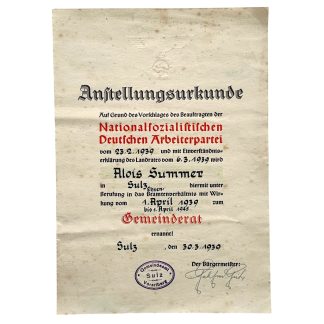 Anstellungsurkunde
Auf Grund des Vorschlages des Beauftragten der
Nationalsozialistischen
Deutschen Arbeiterpartei
vom 23.2.1939 und mit Einverständnis-
erklärung des Landrates vom 6.3.1939 wird
Alois Summer
in Sulz hiermit unter
Berufung in das Beamtenverhältnis mit Wir-
kung vom 1. April 1939 zum
bis 1. April 1945
Gemeinderat
ernannt!
Sulz, den 30.3.1939
Der Bürgermeister:
Gemeindeamt
Sulz
Vorarlberg